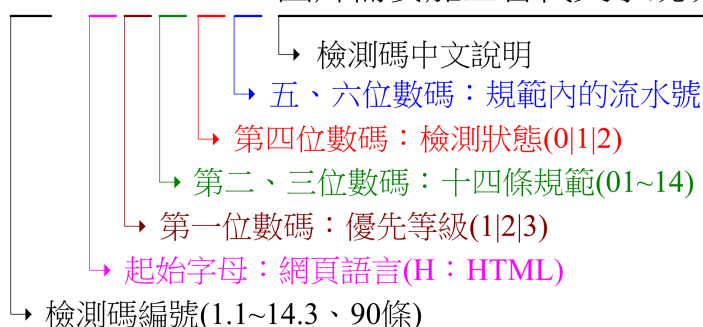 檢測碼中文說明
五、六位數碼：規範內的流水號
第四位數碼：檢測狀態(0|1|2)
第二、三位數碼：十四條規範(01~14)
第一位數碼：優先等級(1|2|3)
起始字母：網頁語言(H：HTML)
檢測碼編號(1.1~14.3、90條)